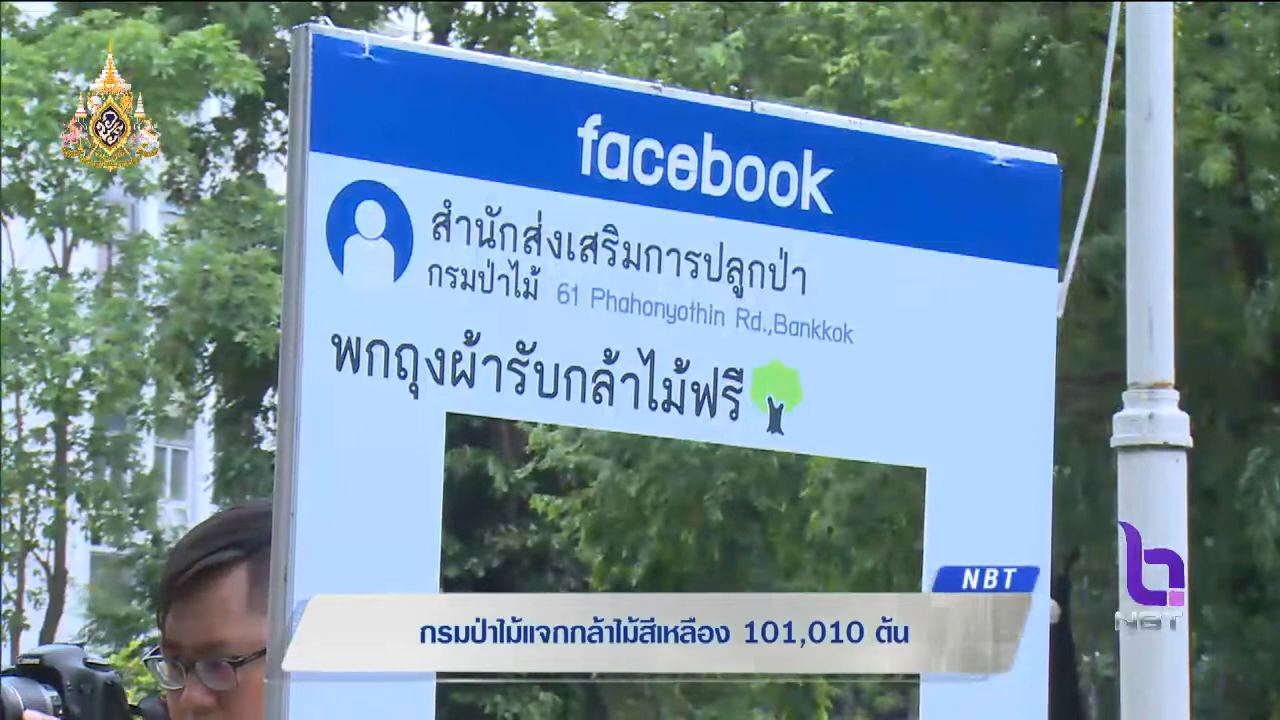 facebook
สำนักส่งเสริมการปลูกป่า
กรมป่าไม้ 61 Phahonyothin Rd.,Bankkok
พกถุงผ้ารับกล้าไม้ฟรี
NBT
กรมป่าไม้แจกกล้าไม้สีเหลือง 101,010 ต้น
NBT
Canon